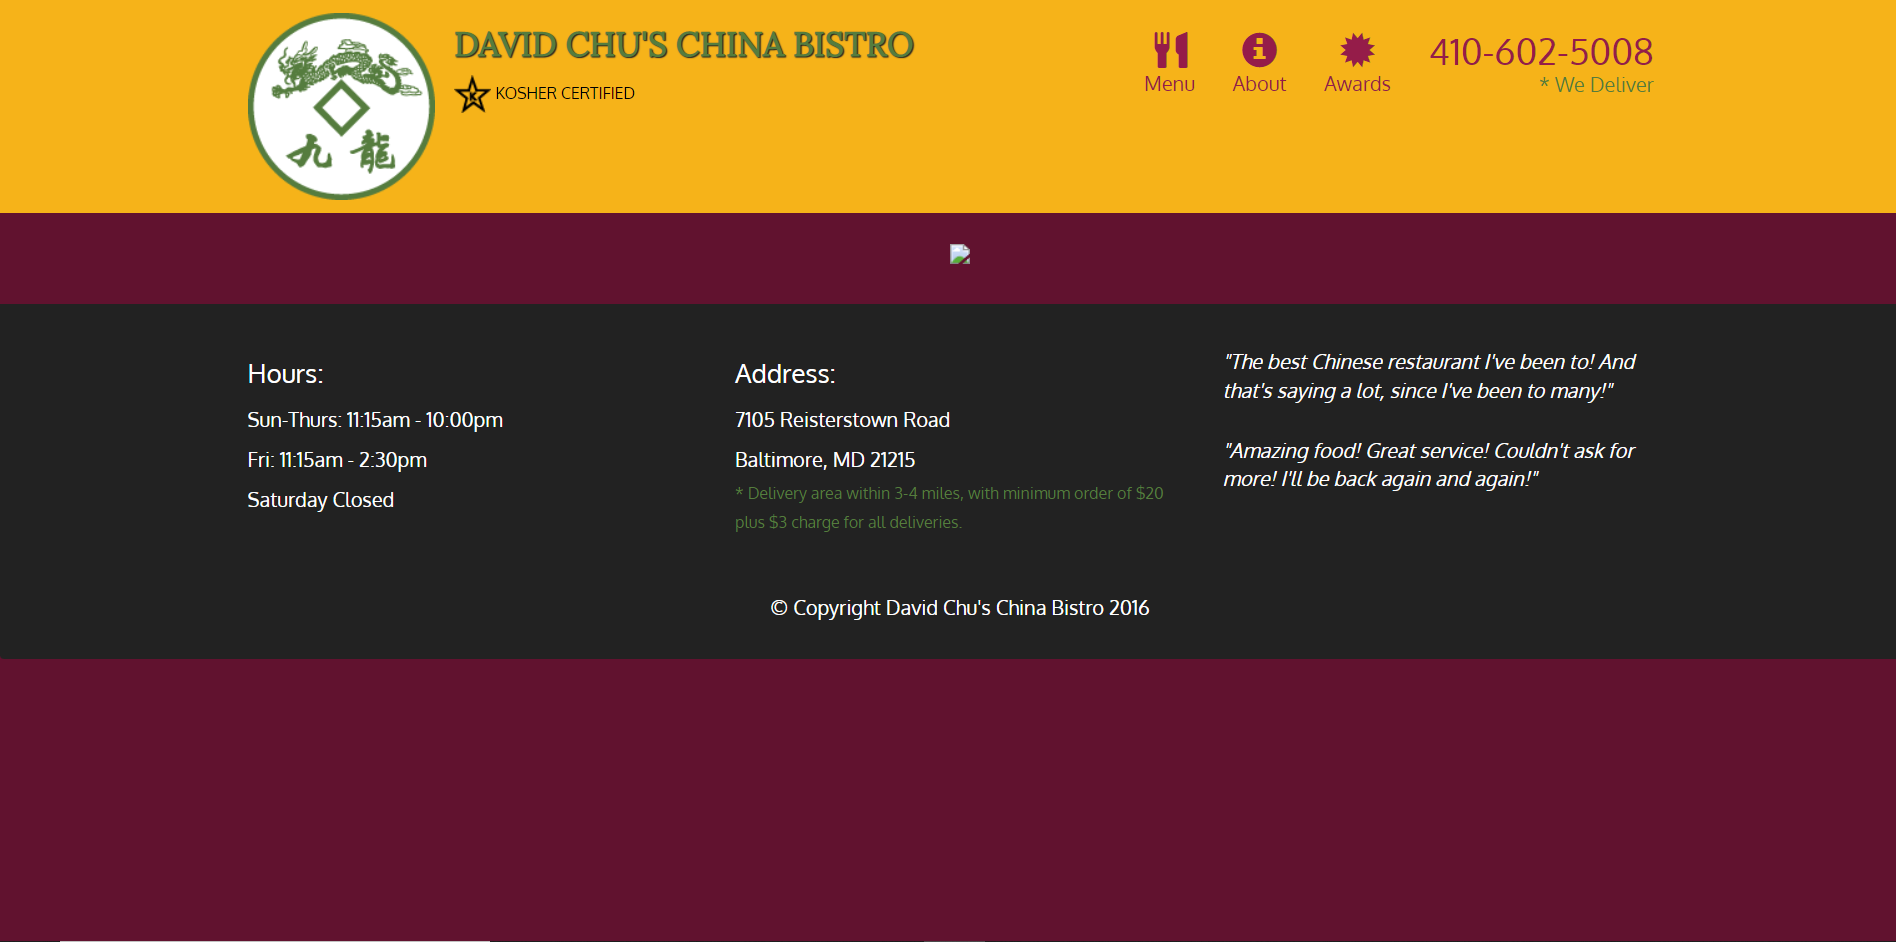 九 龍
DAVID CHU'S CHINA BISTRO
K KOSHER CERTIFIED
Menu
About
Awards
410-602-5008
* We Deliver
Hours:
Sun-Thurs: 11:15am - 10:00pm
Fri: 11:15am - 2:30pm
Saturday Closed
Address:
7105 Reisterstown Road
Baltimore, MD 21215
* Delivery area within 3-4 miles, with minimum order of $20
plus $3 charge for all deliveries.
"The best Chinese restaurant I've been to! And
that's saying a lot, since I've been to many!"
"Amazing food! Great service! Couldn't ask for
more! I'll be back again and again!"
© Copyright David Chu's China Bistro 2016